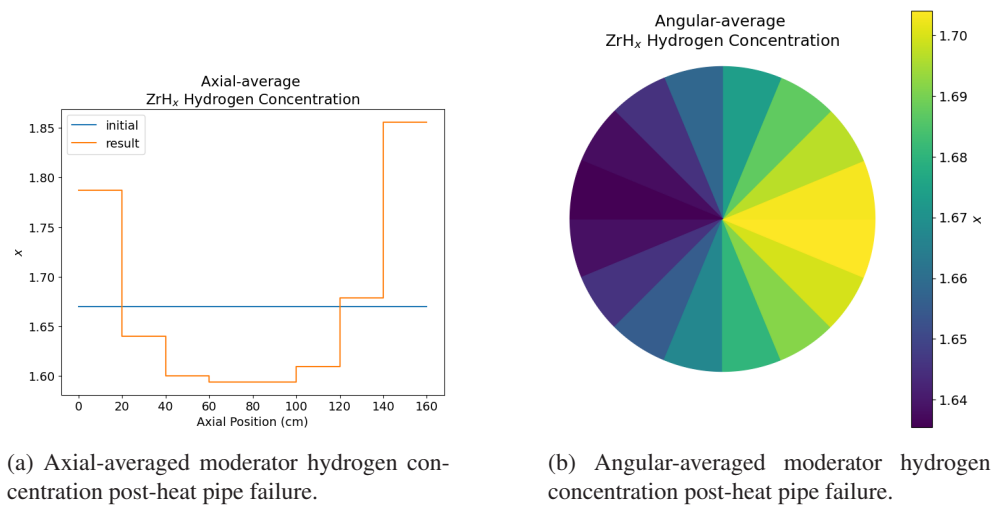 Axial-average
ZrHx Hydrogen Concentration
initial
result
1.85
1.80
1.75
1.70
1.65
1.60
x
0 20 40 60 80 100 120 140 160
Axial Position (cm)
(a) Axial-averaged moderator hydrogen con-
centration post-heat pipe failure.
Angular-average
ZrHx Hydrogen Concentration
1.70
1.69
1.68
1.67
1.66
1.65
1.64
x
(b) Angular-averaged moderator hydrogen
concentration post-heat pipe failure.